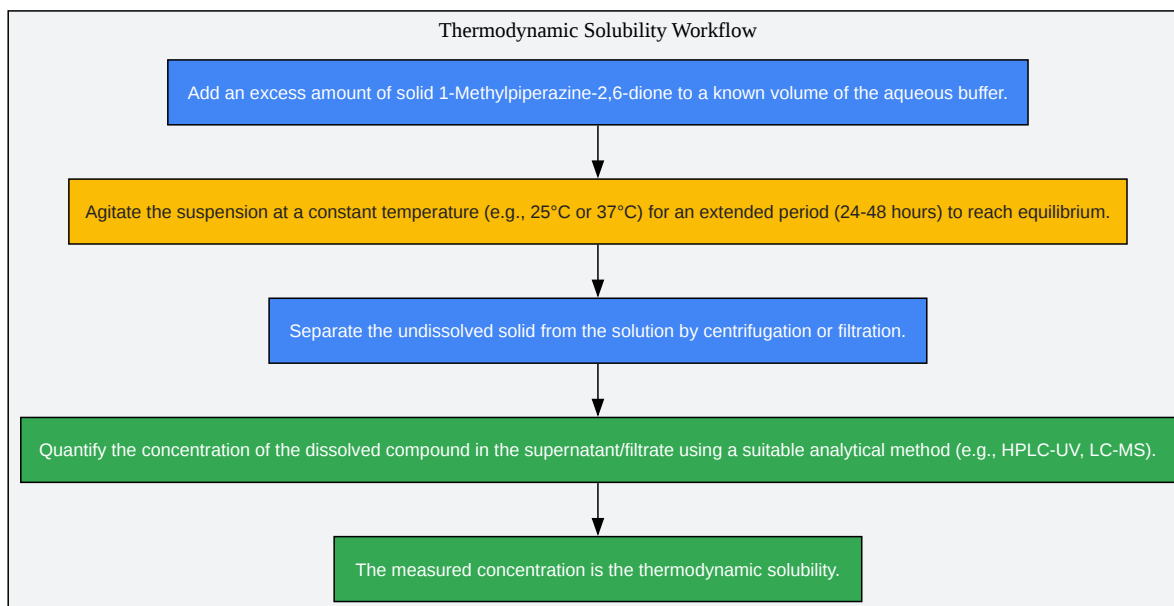 Thermodynamic Solubility Workflow
Add an excess amount of solid 1-Methylpiperazine-2,6-dione to a known volume of the aqueous buffer.
Agitate the suspension at a constant temperature (e.g., 25°C or 37°C) for an extended period (24-48 hours) to reach equilibrium.
Separate the undissolved solid from the solution by centrifugation or filtration.
Quantify the concentration of the dissolved compound in the supernatant/filtrate using a suitable analytical method (e.g., HPLC-UV, LC-MS).
The measured concentration is the thermodynamic solubility.